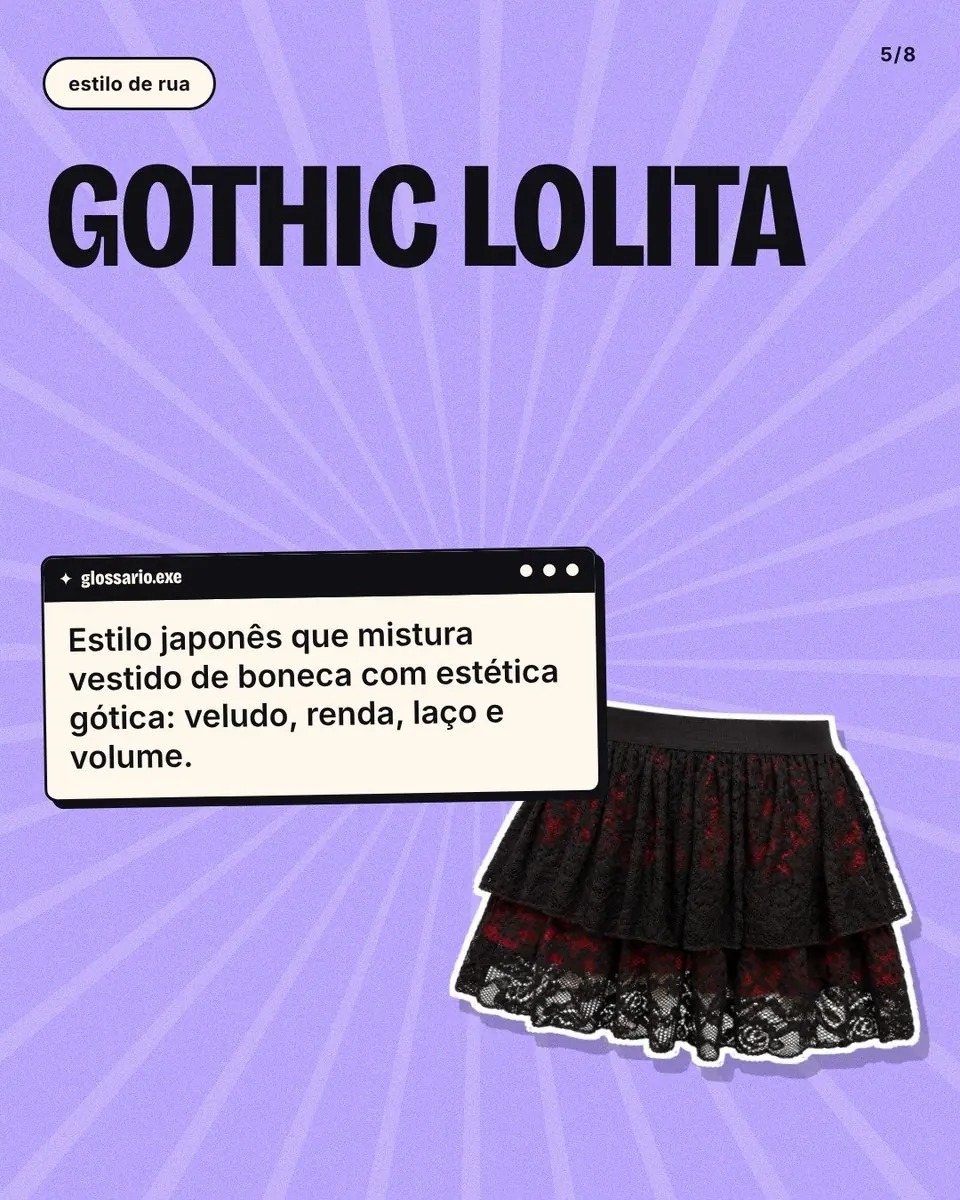 5/8
estilo de rua
GOTHIC LOLITA
glossario.exe
Estilo japonês que mistura
vestido de boneca com estética
gótica: veludo, renda, laço e
volume.